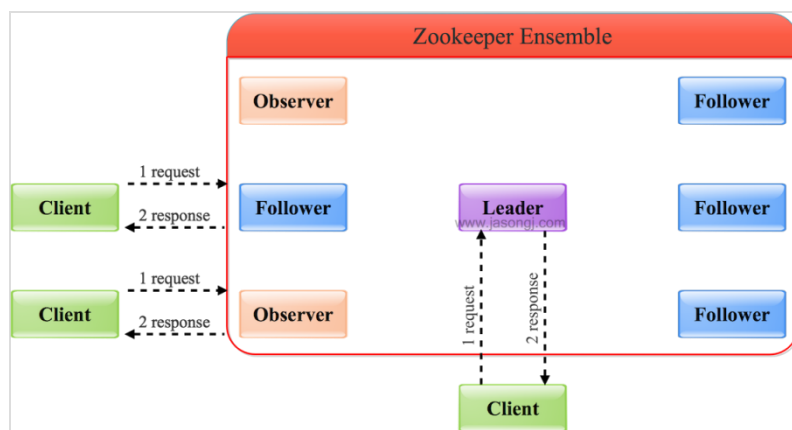 Zookeeper Ensemble
Observer
Follower
1 request
Client
2 response
Follower
Leader
www.jasongj.com
Follower
1 request
Client
2 response
Observer
1 request
2 response
Follower
Client